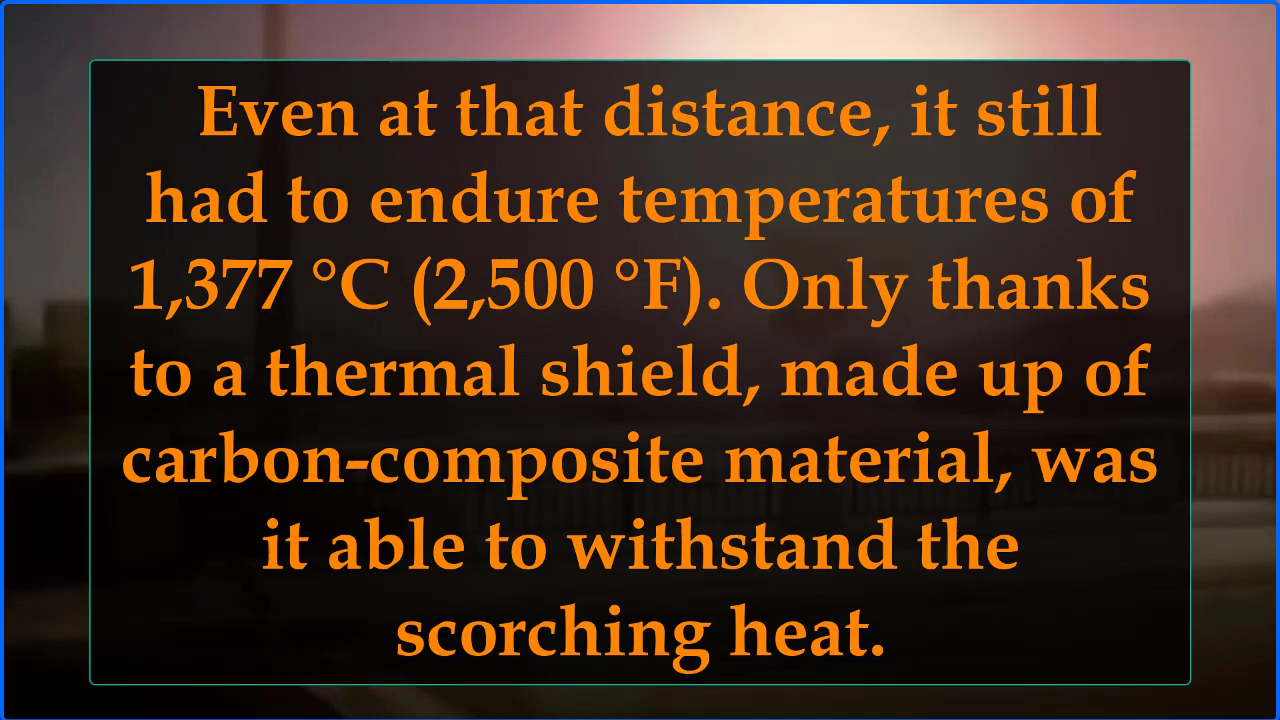 Even at that distance, it still
had to endure temperatures of
1,377 °C (2,500 °F). Only thanks
to a thermal shield, made up of
carbon-composite material, was
it able to withstand the
scorching heat.